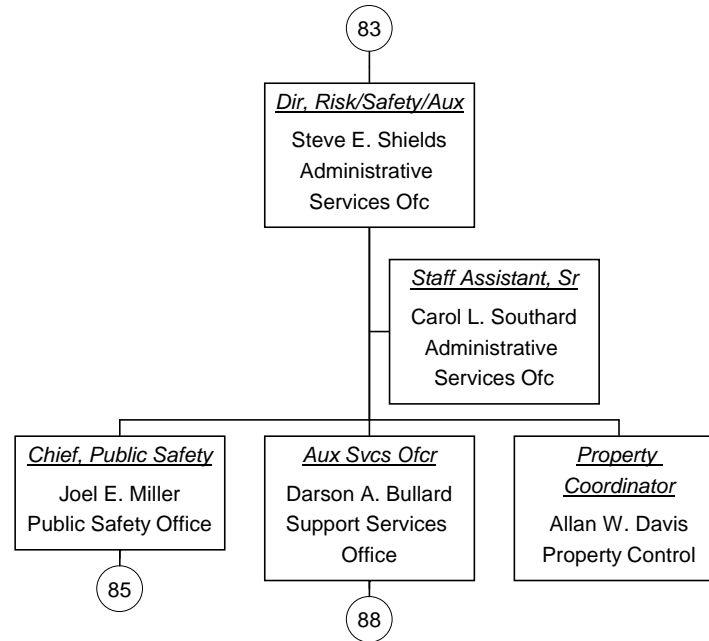 83
Dir, Risk/Safety/Aux
Steve E. Shields
Administrative
Services Ofc
Staff Assistant, Sr
Carol L. Southard
Administrative
Services Ofc
Chief, Public Safety
Joel E. Miller
Public Safety Office
85
Aux Svcs Ofcr
Darson A. Bullard
Support Services
Office
88
Property
Coordinator
Allan W. Davis
Property Control